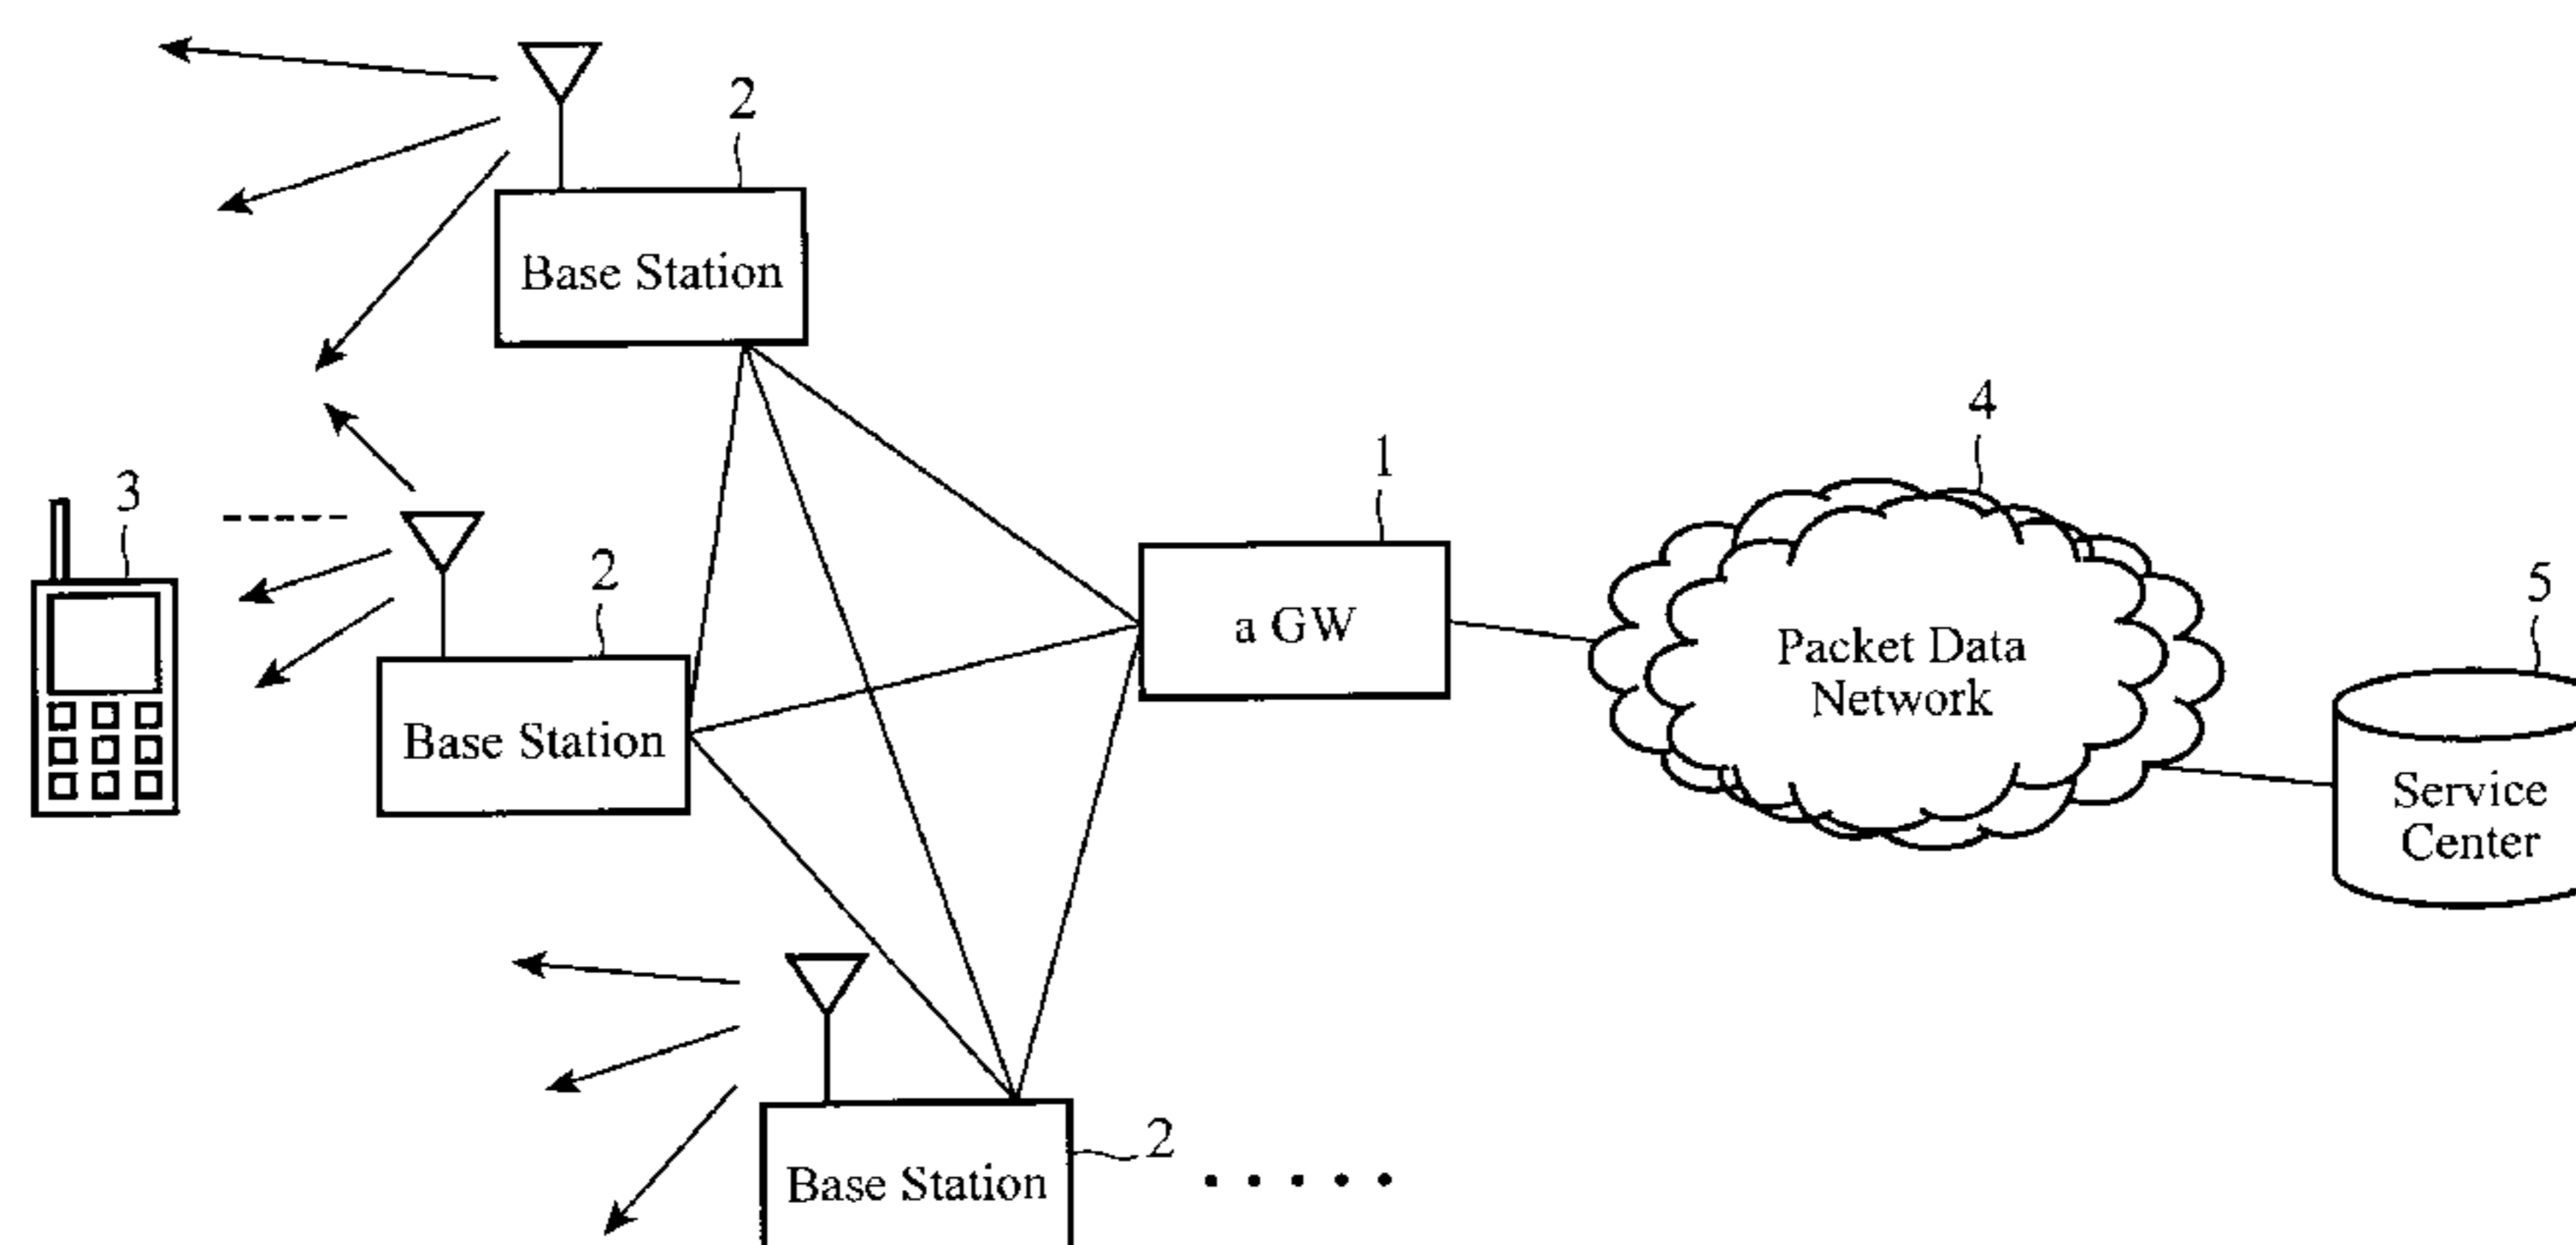 2
Base Station
3
2
Base Station
1
a GW
4
Packet Data
Network
5
Service
Center
2
Base Station